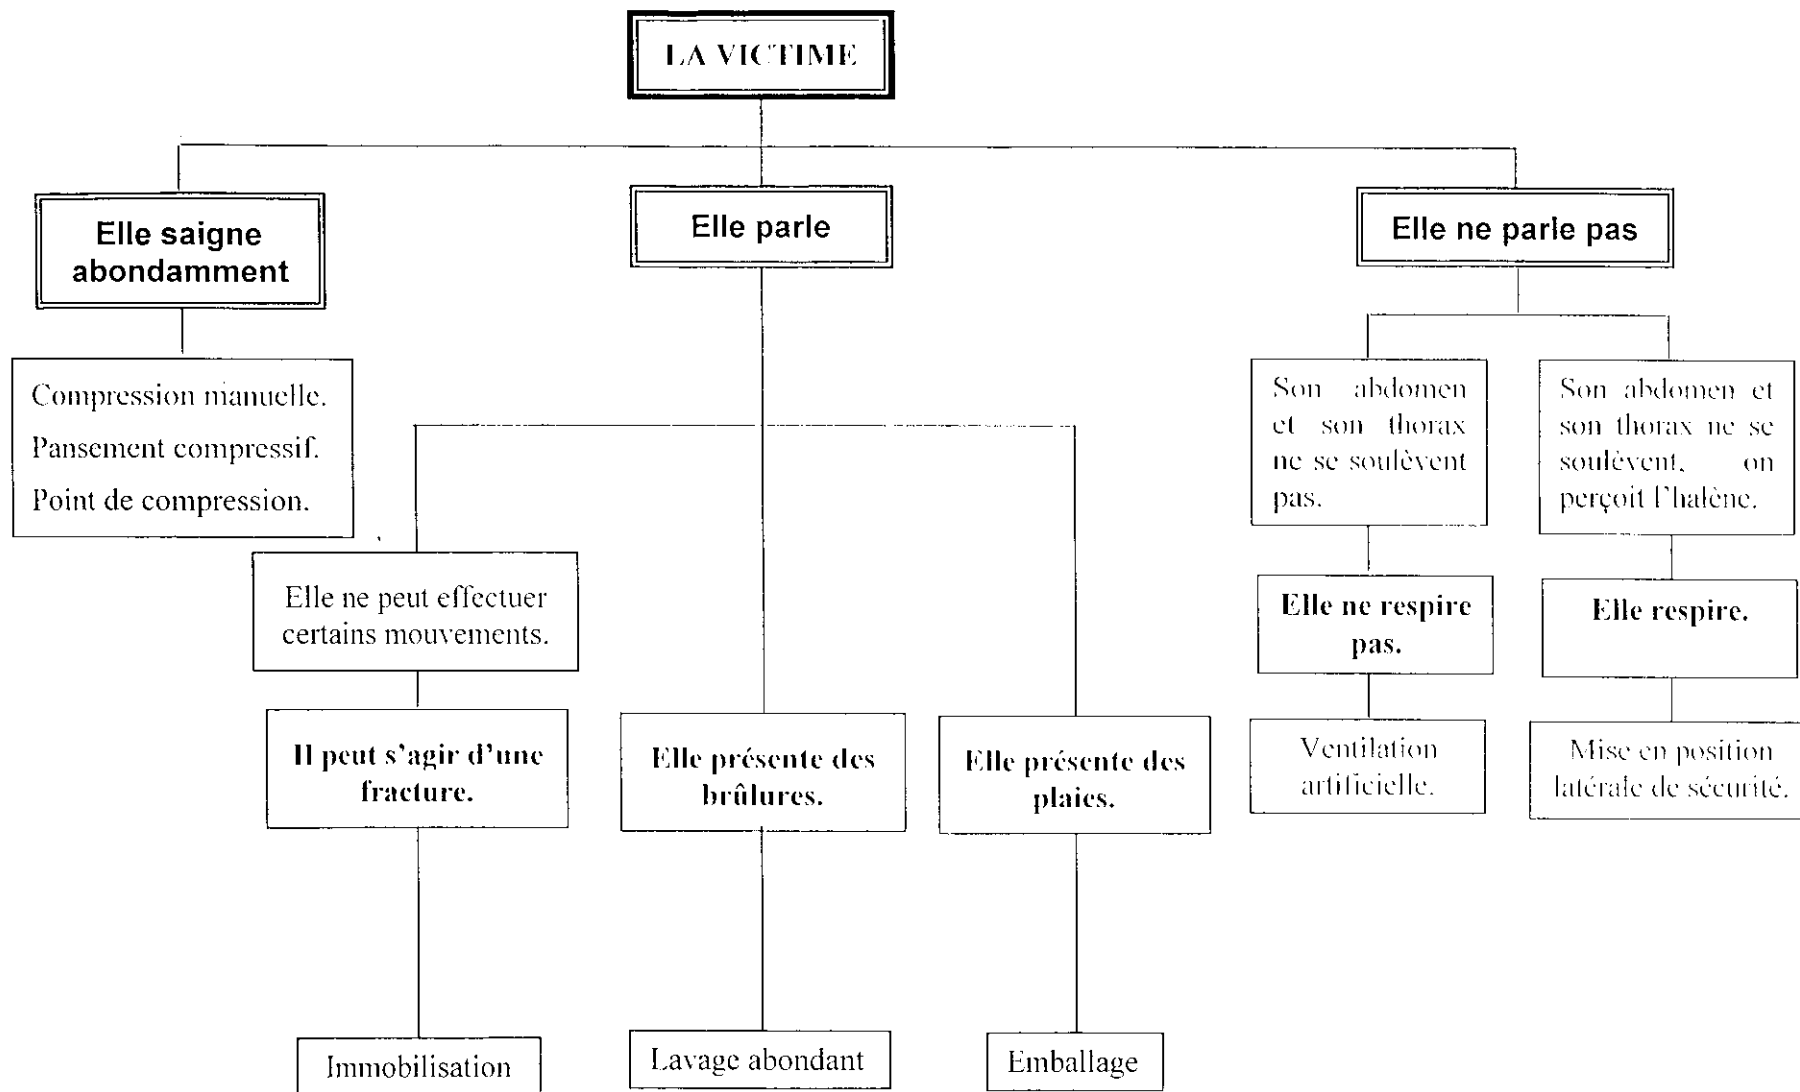 LA VICTIME
Elle saigne
abondamment
Compression manuelle.
Pansement compressif.
Point de compression.
Elle parle
Elle ne peut effectuer
certains mouvements.
Il peut s'agir d'une
fracture.
Immobilisation
Elle présente des
brûlures.
Lavage abondant
Elle présente des
plaies.
Emballage
Elle ne parle pas
Son abdomen
et son thorax
ne se soulèvent
pas.
Elle ne respire
pas.
Ventilation
artificielle.
Son abdomen et
son thorax ne se
soulèvent, on
perçoit l'halène.
Elle respire.
Mise en position
latérale de sécurité.